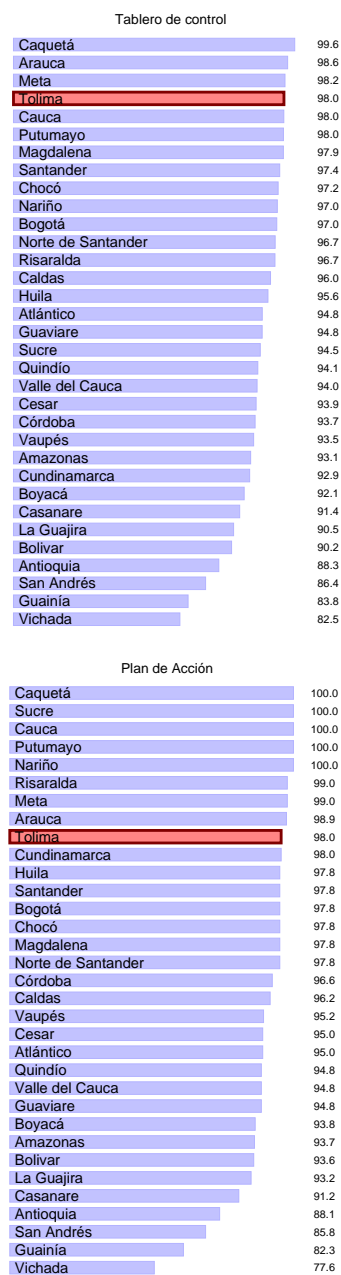 Tablero de control
Caquetá 99.6
Arauca 98.6
Meta 98.2
Tolima 98.0
Cauca 98.0
Putumayo 98.0
Magdalena 97.9
Santander 97.4
Chocó 97.2
Nariño 97.0
Bogotá 97.0
Norte de Santander 96.7
Risaralda 96.7
Caldas 96.0
Huila 95.6
Atlántico 94.8
Guaviare 94.8
Sucre 94.5
Quindío 94.1
Valle del Cauca 94.0
Cesar 93.9
Córdoba 93.7
Vaupés 93.5
Amazonas 93.1
Cundinamarca 92.9
Boyacá 92.1
Casanare 91.4
La Guajira 90.5
Bolivar 90.2
Antioquia 88.3
San Andrés 86.4
Guainía 83.8
Vichada 82.5
Plan de Acción
Caquetá 100.0
Sucre 100.0
Cauca 100.0
Putumayo 100.0
Nariño 100.0
Risaralda 99.0
Meta 99.0
Arauca 98.9
Tolima 98.0
Cundinamarca 98.0
Huila 97.8
Santander 97.8
Bogotá 97.8
Chocó 97.8
Magdalena 97.8
Norte de Santander 97.8
Córdoba 96.6
Caldas 96.2
Vaupés 95.2
Cesar 95.0
Atlántico 95.0
Quindío 94.8
Valle del Cauca 94.8
Guaviare 94.8
Boyacá 93.8
Amazonas 93.7
Bolivar 93.6
La Guajira 93.2
Casanare 91.2
Antioquia 88.1
San Andrés 85.8
Guainía 82.3
Vichada 77.6